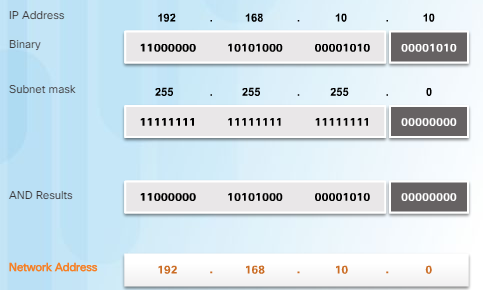 IP Address 192 . 168 . 10 . 10
Binary 11000000 10101000 00001010 00001010
Subnet mask 255 . 255 . 255 . 0
11111111 11111111 11111111 00000000
AND Results 11000000 10101000 00001010 00000000
Network Address 192 . 168 . 10 . 0